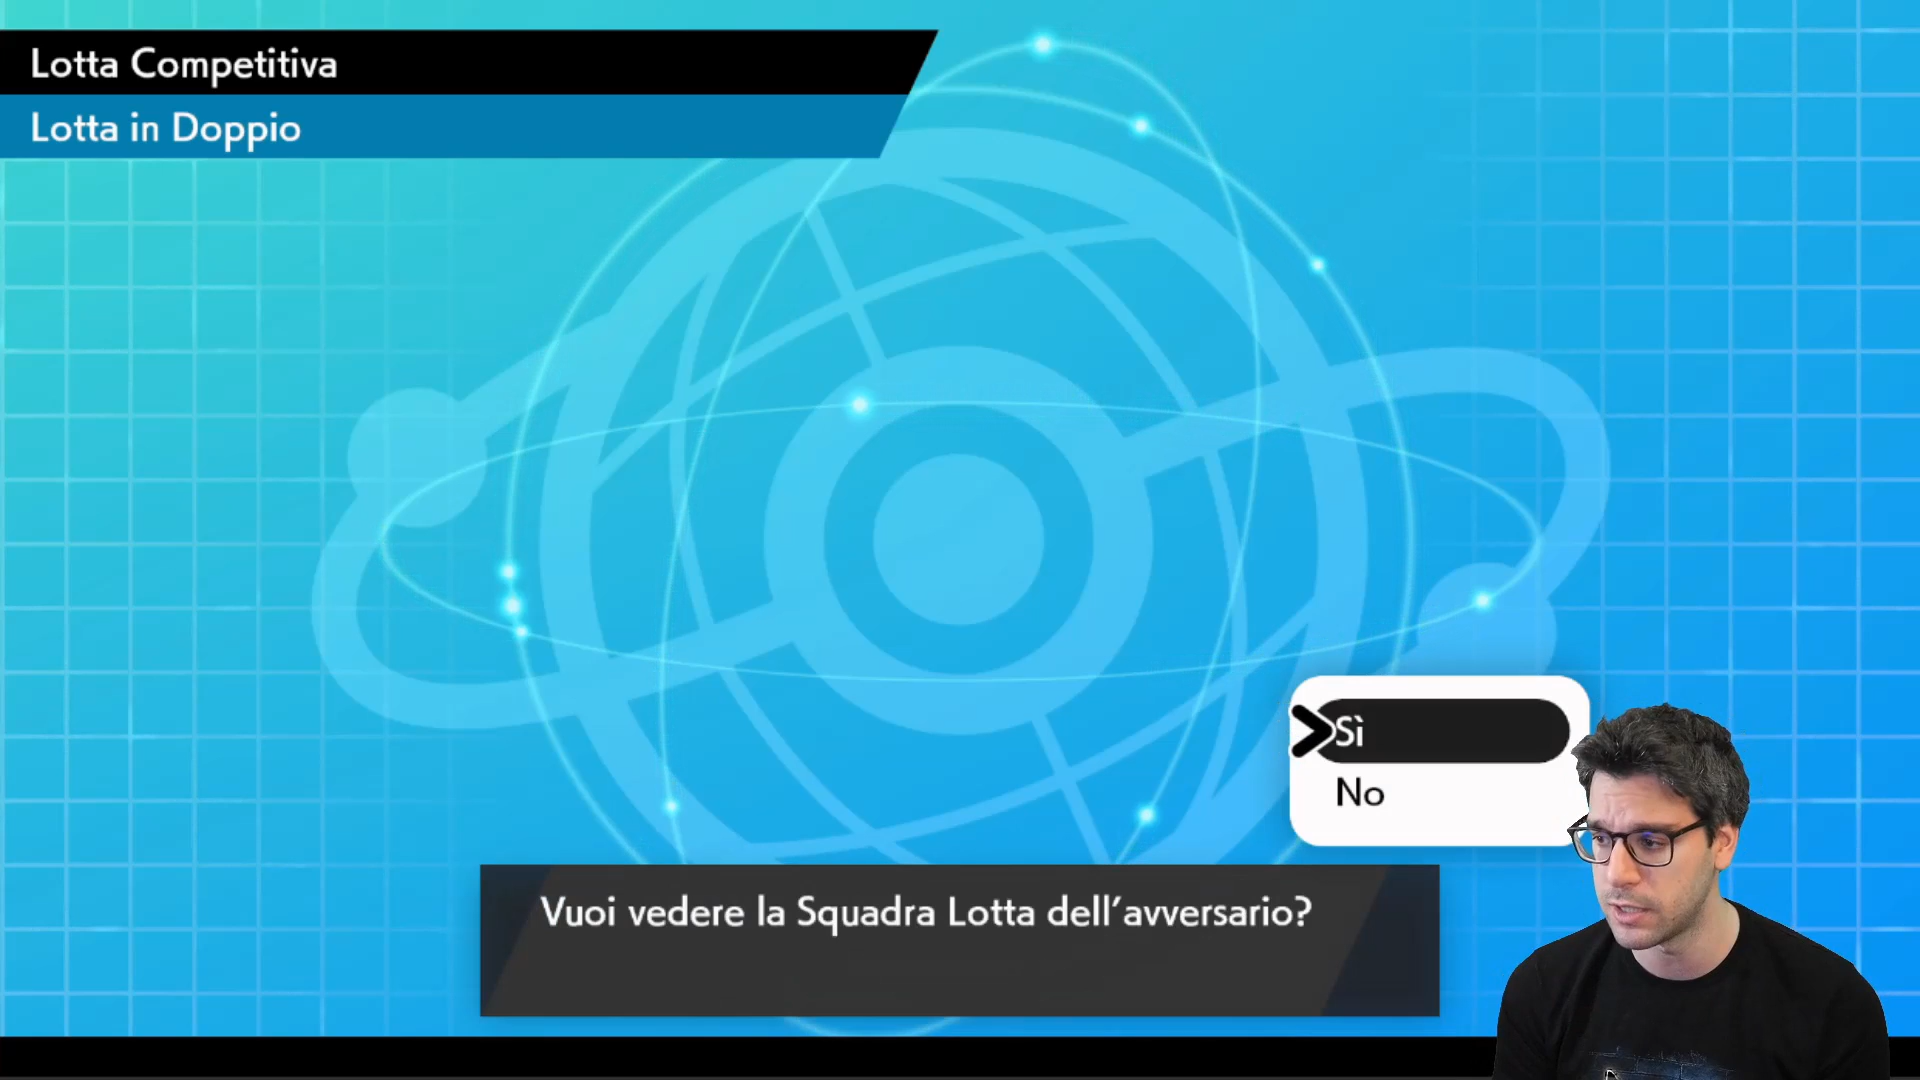 Lotta Competitiva
Lotta in Doppio
Sì
No
Vuoi vedere la Squadra Lotta dell'avversario?